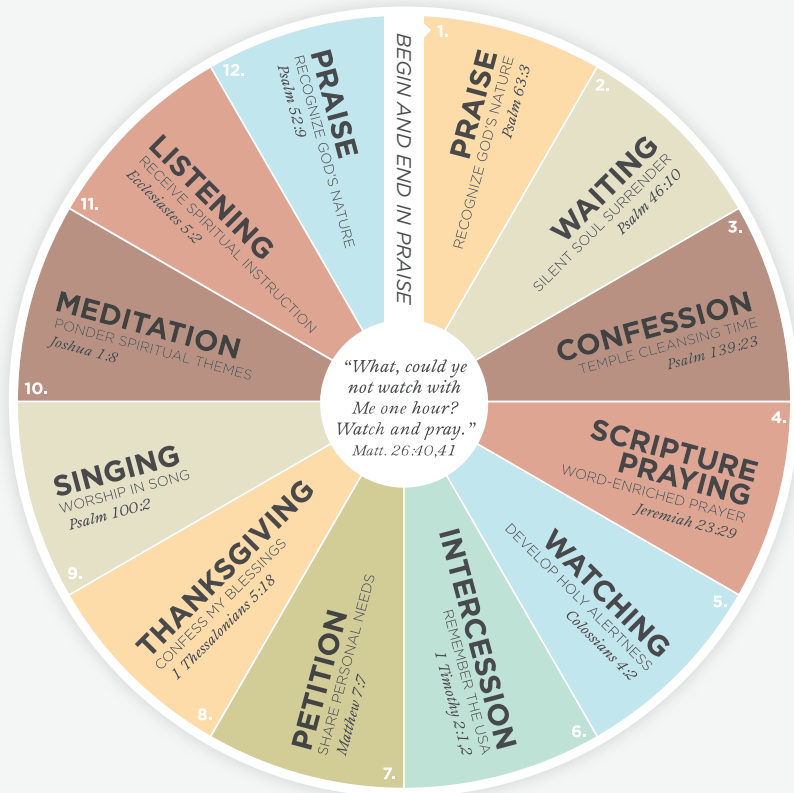 BEGIN AND END IN PRAISE
1.
PRAISE
RECOGNIZE GOD'S NATURE
Psalm 63:3
2.
WAITING
SILENT SOUL SURRENDER
Psalm 46:10
3.
CONFESSION
TEMPLE CLEANSING TIME
Psalm 139:23
4.
SCRIPTURE
PRAYING
WORD-ENRICHED PRAYER
Jeremiah 23:29
5.
WATCHING
DEVELOP HOLY ALERTNESS
Colossians 4:2
6.
INTERCESSION
REMEMBER THE USA
1 Timothy 2:1,2
7.
PETITION
SHARE PERSONAL NEEDS
Matthew 7:7
8.
THANKSGIVING
CONFESS MY BLESSINGS
1 Thessalonians 5:18
9.
SINGING
WORSHIP IN SONG
Psalm 100:2
10.
MEDITATION
PONDER SPIRITUAL THEMES
Joshua 1:8
11.
LISTENING
RECEIVE SPIRITUAL INSTRUCTION
Ecclesiastes 5:2
12.
PRAISE
RECOGNIZE GOD'S NATURE
Psalm 52:9
“What, could ye
not watch with
Me one hour?
Watch and pray.”
Matt. 26:40,41